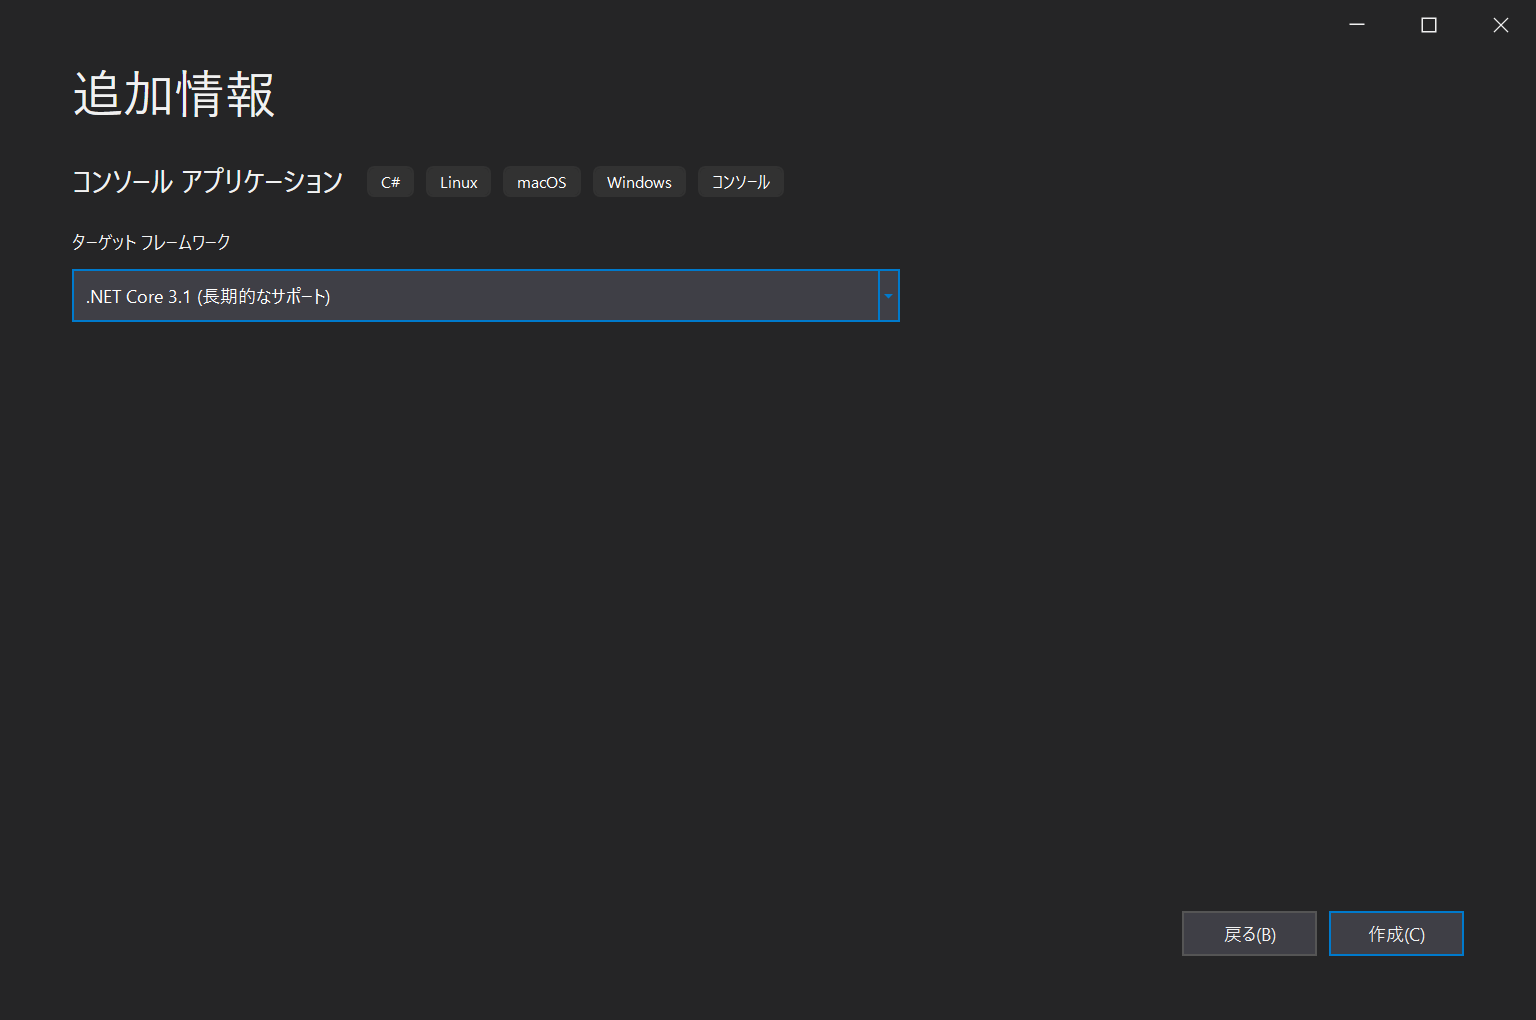 追加情報
コンソール アプリケーション C# Linux macOS Windows コンソール
ターゲット フレームワーク
.NET Core 3.1 (長期的なサポート)
戻る(B) 作成(C)